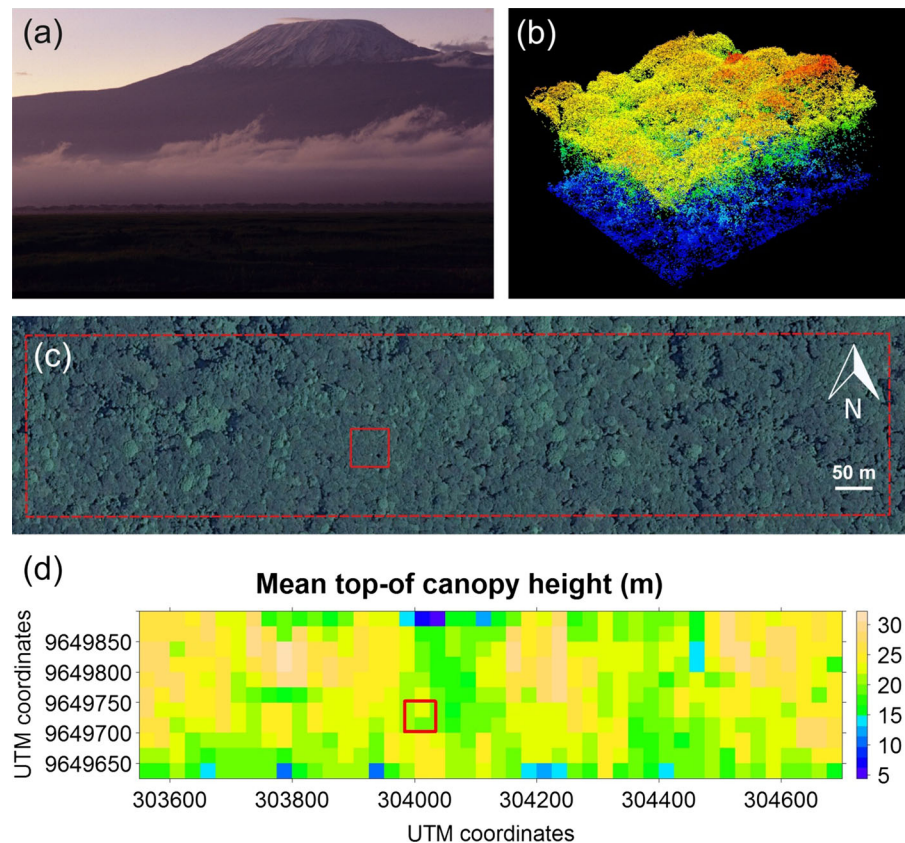 (a)
(b)
(c)
N
50 m
(d)
Mean top-of canopy height (m)
UTM coordinates
9649850
9649800
9649750
9649700
9649625
30
25
20
15
10
5
303600 303800 304000 304200 304400 304600
UTM coordinates